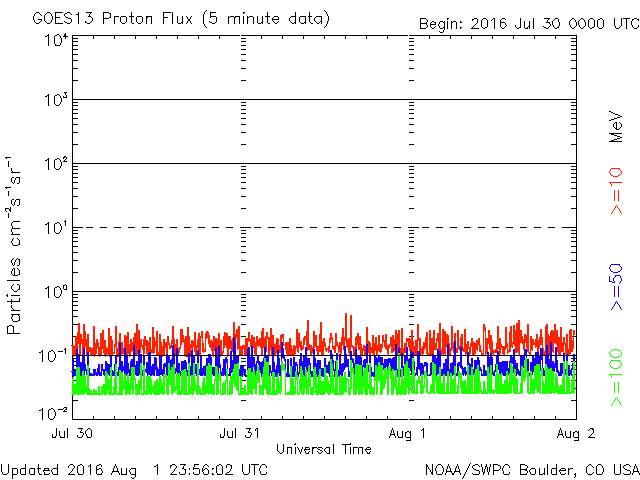 GOES13 Proton Flux (5 minute data)
Begin: 2016 Jul 30 0000 UTC
Particles cm⁻²s⁻¹sr⁻¹
10⁴
10³
10²
10¹
10⁰
10⁻¹
10⁻²
Jul 30
Jul 31
Aug 1
Aug 2
Universal Time
MeV
>=10
>=50
>=100
Updated 2016 Aug 1 23:56:02 UTC
NOAA/SWPC Boulder, CO USA